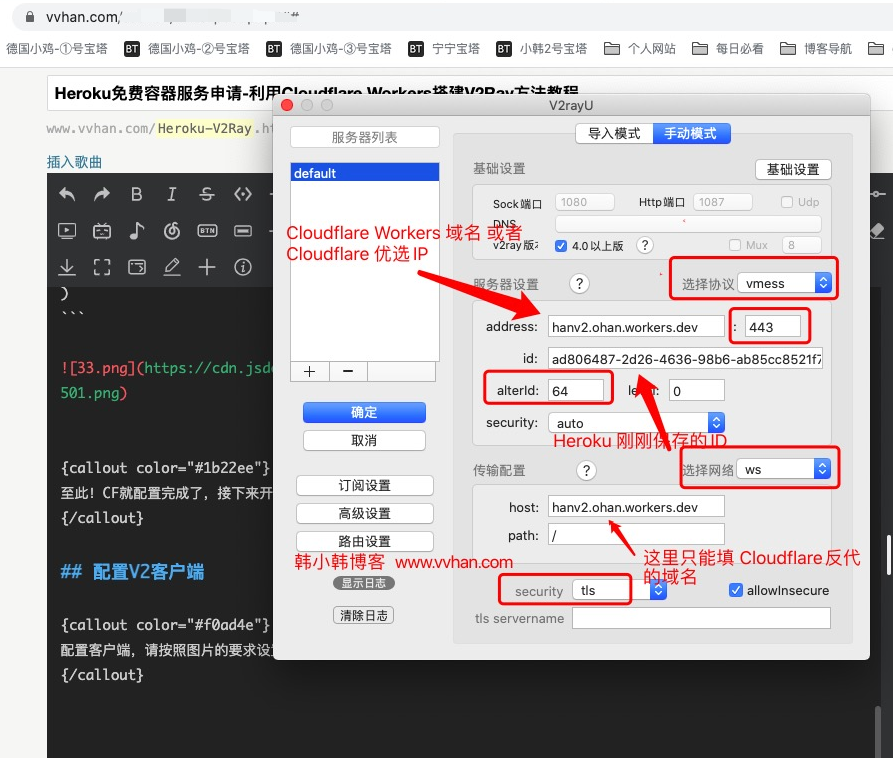 vvhan.com/
德国小鸡-①号宝塔
BT 德国小鸡-②号宝塔
BT 德国小鸡-③号宝塔
BT 宁宁宝塔
BT 小韩2号宝塔
个人网站
每日必看
博客导航
Heroku免费容器服务申请-利用Cloudflare Workers搭建V2Ray方法教程
www.vvhan.com/Heroku-V2Ray.ht
插入歌曲
BTN
)
```
![33.png](https://cdn.jsde
501.png)
{callout color="#1b22ee"}
至此！CF就配置完成了，接下来开
{/callout}
## 配置V2客户端
{callout color="#f0ad4e"}
配置客户端，请按照图片的要求设
{/callout}
V2rayU
服务器列表
default
+
−
确定
取消
订阅设置
高级设置
路由设置
韩小韩博客 www.vvhan.com
显示日志
清除日志
导入模式
手动模式
基础设置
基础设置
Sock端口 1080
Http端口 1087
Udp
DNS
v2ray版本
4.0以上版
?
Mux 8
Cloudflare Workers 域名 或者
Cloudflare 优选IP
服务器设置
?
选择协议 vmess
address: hanv2.ohan.workers.dev : 443
id: ad806487-2d26-4636-98b6-ab85cc8521f7
alterId: 64
level: 0
security: auto
Heroku 刚刚保存的ID
传输配置
?
选择网络 ws
host: hanv2.ohan.workers.dev
path: /
这里只能填 Cloudflare反代
的域名
security tls
allowInsecure
tls servername